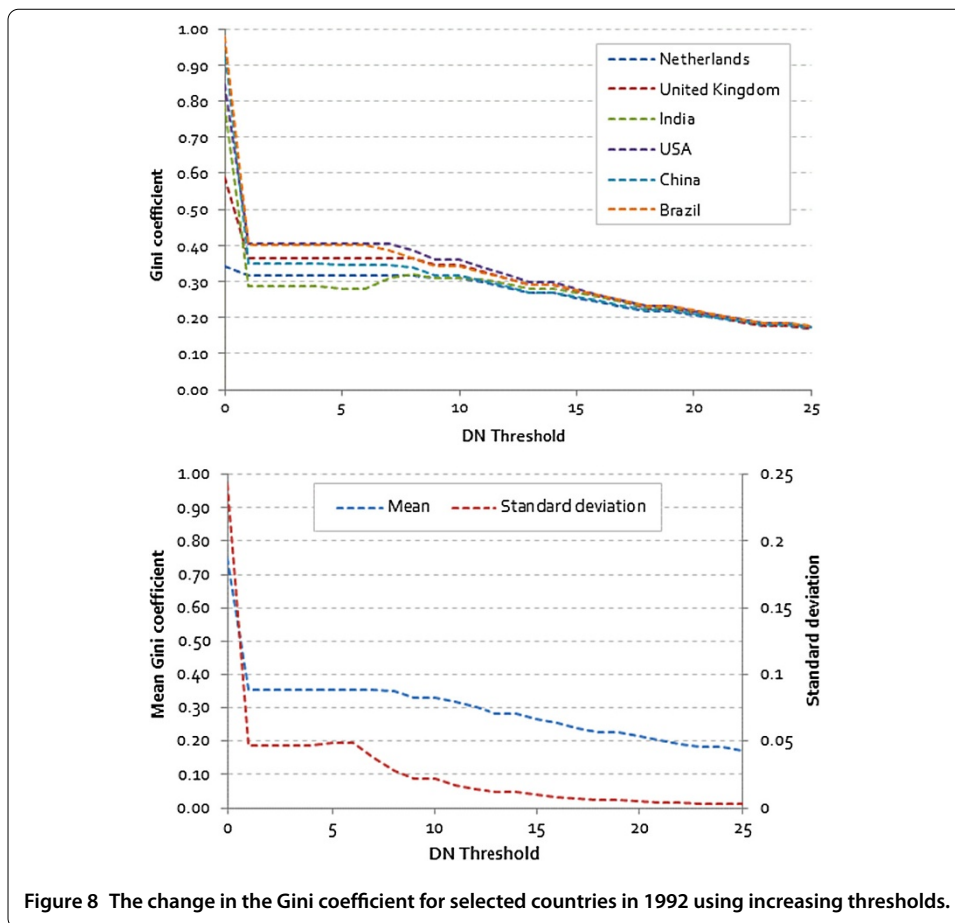 1.00
0.90
0.80
0.70
0.60
0.50
0.40
0.30
0.20
0.10
0.00
Gini coefficient
Netherlands
United Kingdom
India
USA
China
Brazil
0 5 10 15 20 25
DN Threshold
1.00
0.90
0.80
0.70
0.60
0.50
0.40
0.30
0.20
0.10
0.00
Mean Gini coefficient
Mean Standard deviation
0.25
0.2
0.15
0.1
0.05
0
Standard deviation
0 5 10 15 20 25
DN Threshold
Figure 8 The change in the Gini coefficient for selected countries in 1992 using increasing thresholds.